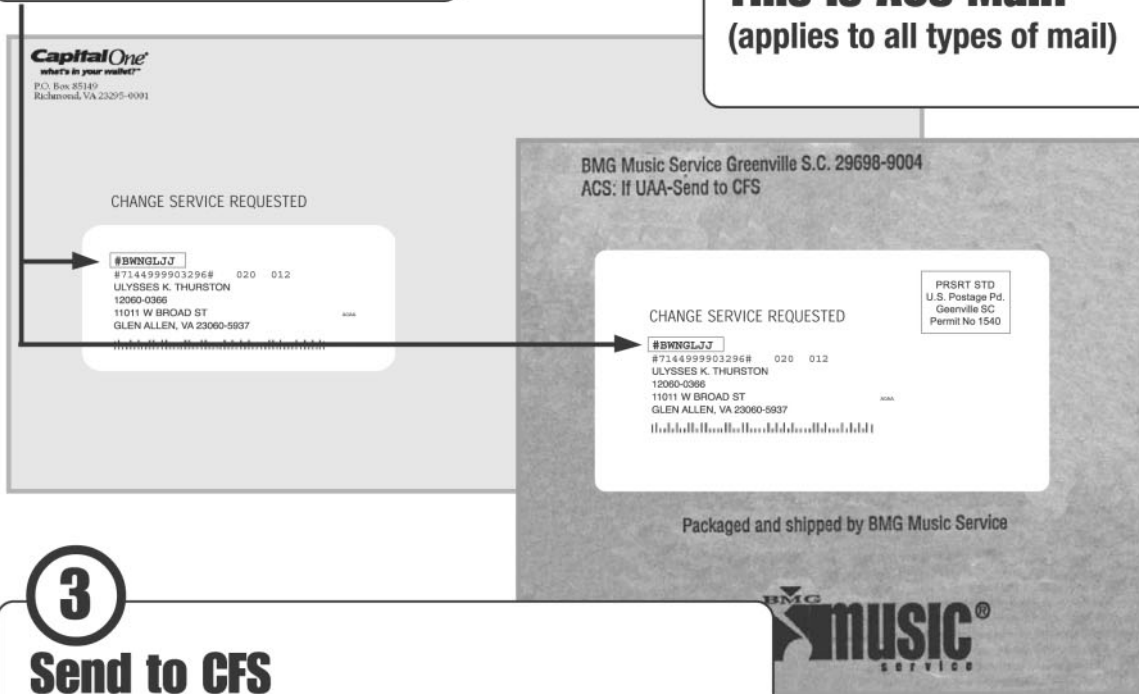 This is ACS Mail!
(applies to all types of mail)
CapitalOne®
what's in your wallet?™
P.O. Box 85149
Richmond, VA 23295-0001
CHANGE SERVICE REQUESTED
#BWNGLJJ
#7144999903296# 020 012
ULYSSES K. THURSTON
12060-0366
11011 W BROAD ST
GLEN ALLEN, VA 23060-5937
BMG Music Service Greenville S.C. 29698-9004
ACS: If UAA-Send to CFS
PRSRT STD
U.S. Postage Pd.
Geenville SC
Permit No 1540
CHANGE SERVICE REQUESTED
#BWNGLJJ
#7144999903296# 020 012
ULYSSES K. THURSTON
12060-0366
11011 W BROAD ST
GLEN ALLEN, VA 23060-5937
Packaged and shipped by BMG Music Service
BMG
music®
service
3
Send to CFS